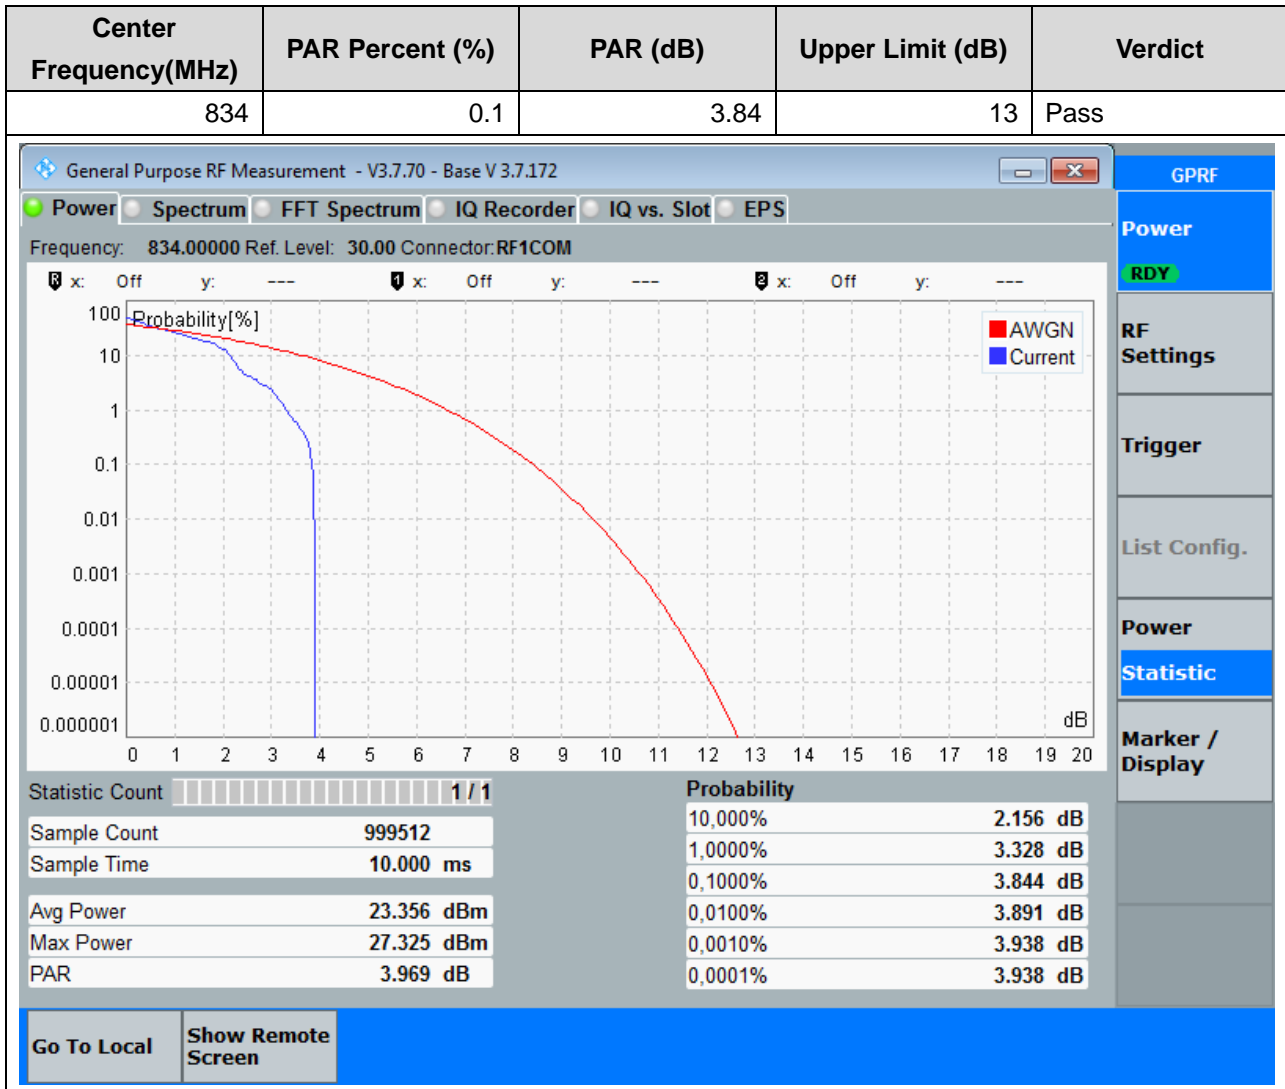 Center Frequency(MHz) PAR Percent (%) PAR (dB) Upper Limit (dB) Verdict
834 0.1 3.84 13 Pass
General Purpose RF Measurement - V3.7.70 - Base V 3.7.172
Power Spectrum FFT Spectrum IQ Recorder IQ vs. Slot EPS
Frequency: 834.00000 Ref. Level: 30.00 Connector: RF1COM
R x: Off y: --- 1 x: Off y: --- 2 x: Off y: ---
Probability[%]
AWGN
Current
100
10
1
0.1
0.01
0.001
0.0001
0.00001
0.000001
dB
0 1 2 3 4 5 6 7 8 9 10 11 12 13 14 15 16 17 18 19 20
Statistic Count 1 / 1
Sample Count 999512
Sample Time 10.000 ms
Avg Power 23.356 dBm
Max Power 27.325 dBm
PAR 3.969 dB
Probability
10,000% 2.156 dB
1,0000% 3.328 dB
0,1000% 3.844 dB
0,0100% 3.891 dB
0,0010% 3.938 dB
0,0001% 3.938 dB
GPRF
Power
RDY
RF
Settings
Trigger
List Config.
Power
Statistic
Marker /
Display
Go To Local
Show Remote
Screen